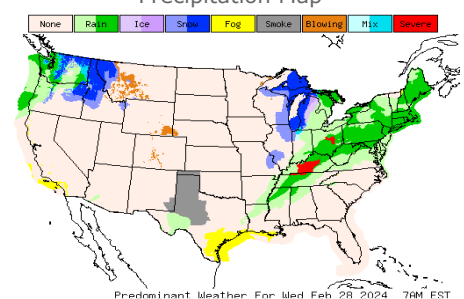 Precipitation Map
None Rain Ice Snow Fog Smoke Blowing Mix Severe
Predominant Weather For Wed Feb 28 2024 7AM EST